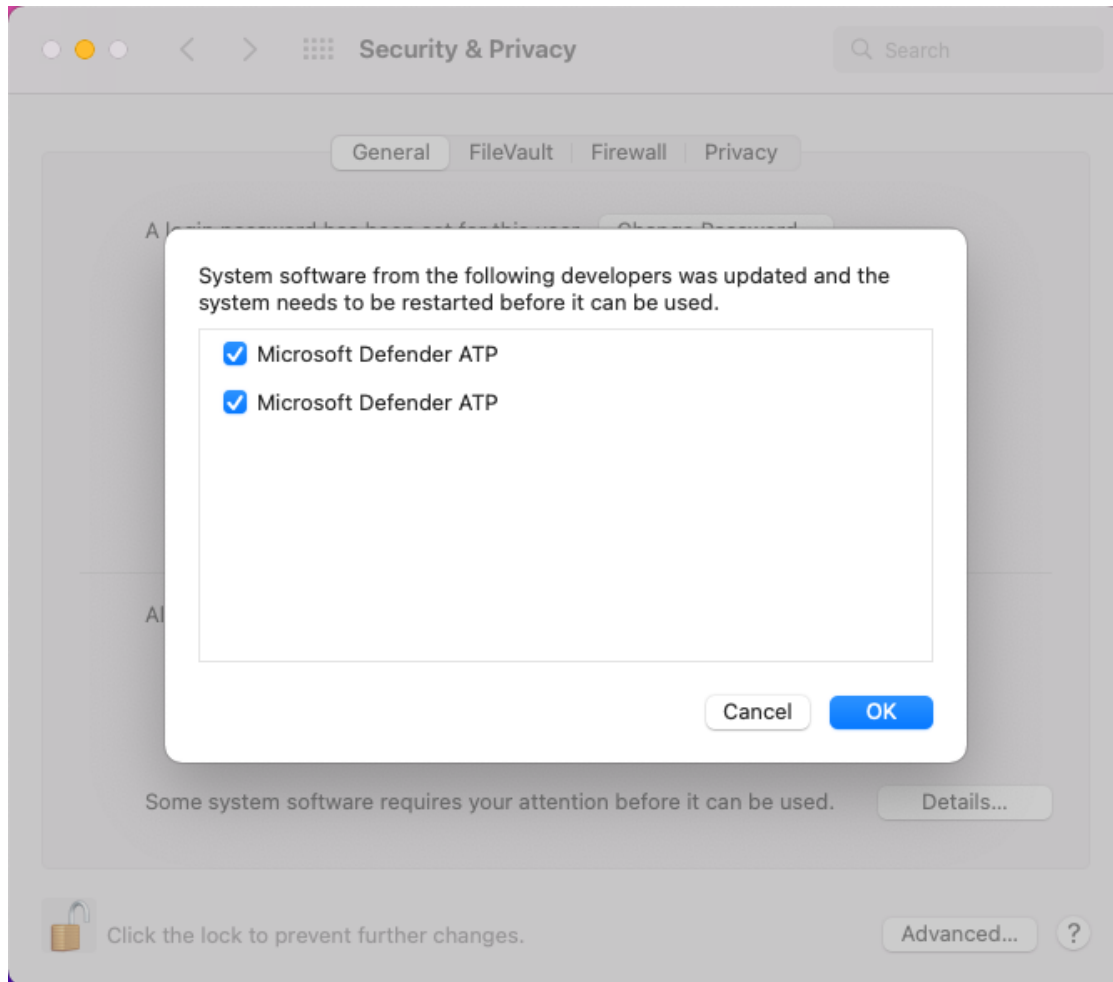 Security & Privacy
Search
General
FileVault
Firewall
Privacy
System software from the following developers was updated and the
system needs to be restarted before it can be used.
Microsoft Defender ATP
Microsoft Defender ATP
Cancel
OK
Some system software requires your attention before it can be used.
Details...
Click the lock to prevent further changes.
Advanced...
?